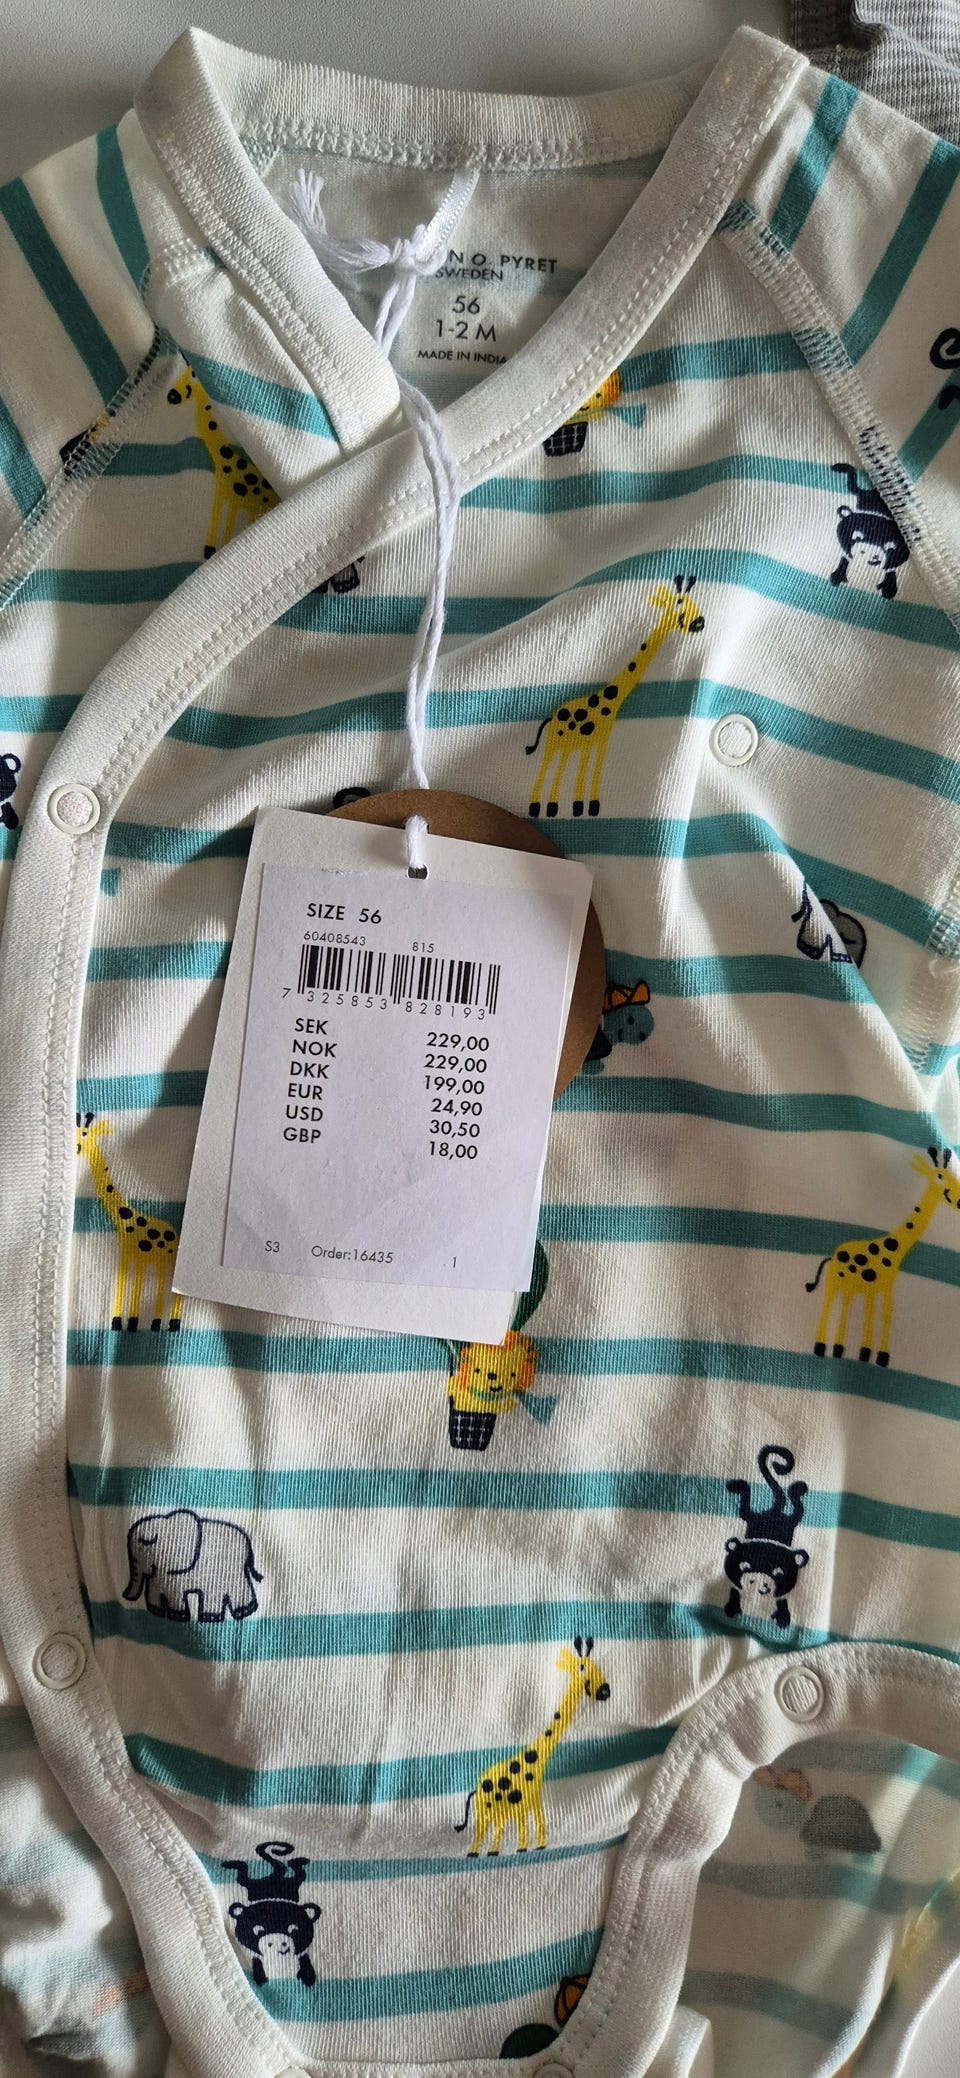 N O. PYRET
SWEDEN
56
1-2 M
MADE IN INDIA
SIZE 56
60408543 815
7 325853 828193
SEK 229,00
NOK 229,00
DKK 199,00
EUR 24,90
USD 30,50
GBP 18,00
S3 Order:16435 1